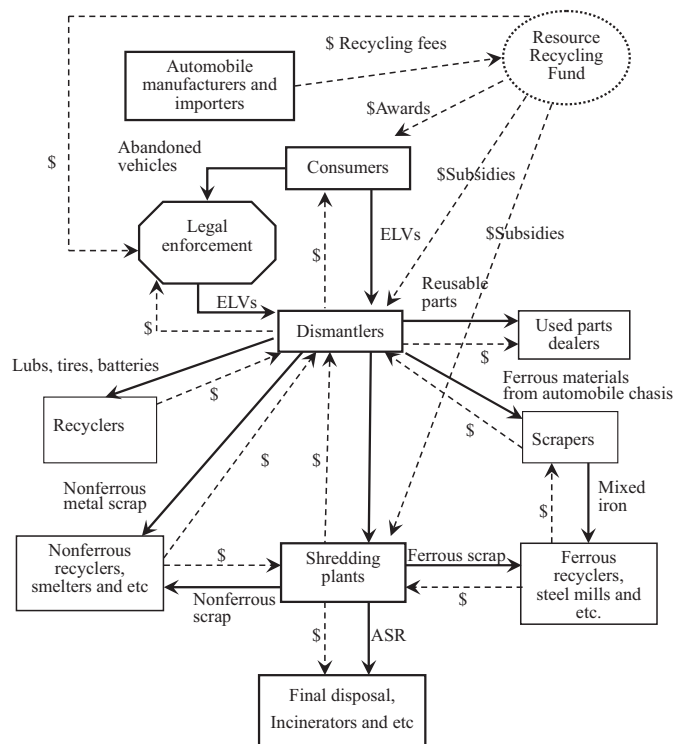 Resource
Recycling
Fund
$ Recycling fees
Automobile
manufacturers and
importers
$Awards
Abandoned
vehicles
$
Consumers
$Subsidies
Legal
enforcement
$
ELVs
$Subsidies
ELVs
Reusable
parts
$
Dismantlers
Used parts
dealers
$
Lubs, tires, batteries
Ferrous materials
from automobile chasis
$
Recyclers
$
Scrapers
$
$
Nonferrous
metal scrap
Mixed
iron
$
Nonferrous
recyclers,
smelters and etc
$
Shredding
plants
Ferrous scrap
Ferrous
recyclers,
steel mills and
etc.
Nonferrous
scrap
$
$
ASR
Final disposal,
Incinerators and etc